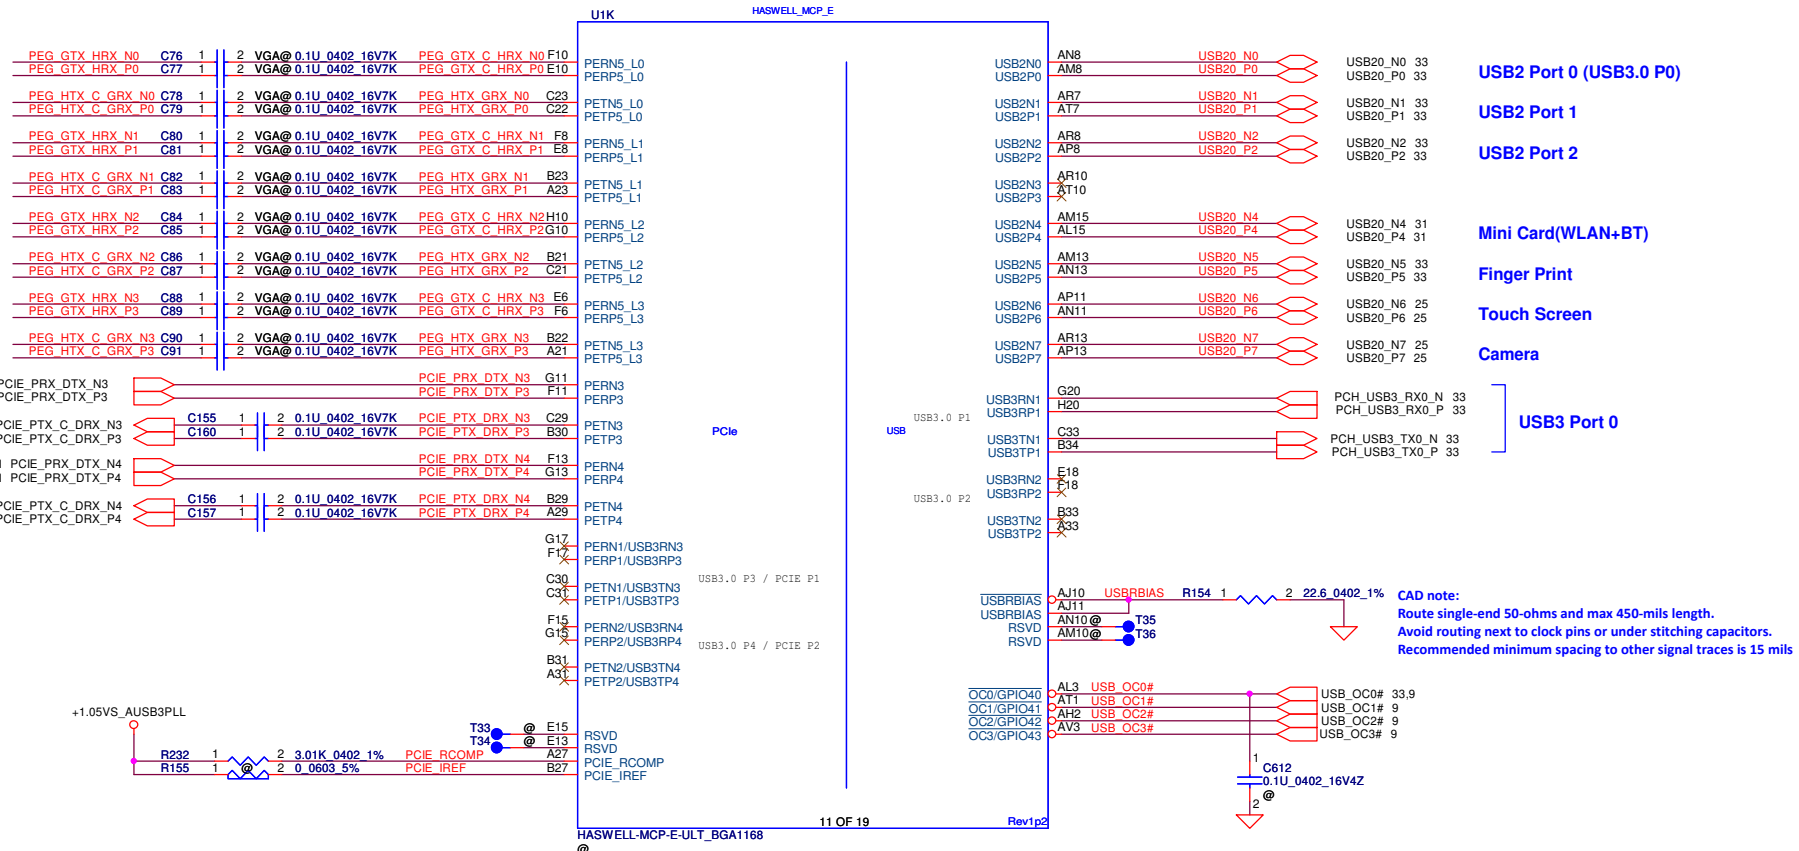 U1K
HASWELL_MCP_E
PEG_GTX_HRX_N0 C76 1 2 VGA@ 0.1U_0402_16V7K PEG_GTX_C_HRX_N0 F10 PERN5_L0
PEG_GTX_HRX_P0 C77 1 2 VGA@ 0.1U_0402_16V7K PEG_GTX_C_HRX_P0 E10 PERP5_L0
PEG_HTX_C_GRX_N0 C78 1 2 VGA@ 0.1U_0402_16V7K PEG_HTX_GRX_N0 C23 PETN5_L0
PEG_HTX_C_GRX_P0 C79 1 2 VGA@ 0.1U_0402_16V7K PEG_HTX_GRX_P0 C22 PETP5_L0
PEG_GTX_HRX_N1 C80 1 2 VGA@ 0.1U_0402_16V7K PEG_GTX_C_HRX_N1 F8 PERN5_L1
PEG_GTX_HRX_P1 C81 1 2 VGA@ 0.1U_0402_16V7K PEG_GTX_C_HRX_P1 E8 PERP5_L1
PEG_HTX_C_GRX_N1 C82 1 2 VGA@ 0.1U_0402_16V7K PEG_HTX_GRX_N1 B23 PETN5_L1
PEG_HTX_C_GRX_P1 C83 1 2 VGA@ 0.1U_0402_16V7K PEG_HTX_GRX_P1 A23 PETP5_L1
PEG_GTX_HRX_N2 C84 1 2 VGA@ 0.1U_0402_16V7K PEG_GTX_C_HRX_N2 H10 PERN5_L2
PEG_GTX_HRX_P2 C85 1 2 VGA@ 0.1U_0402_16V7K PEG_GTX_C_HRX_P2 G10 PERP5_L2
PEG_HTX_C_GRX_N2 C86 1 2 VGA@ 0.1U_0402_16V7K PEG_HTX_GRX_N2 B21 PETN5_L2
PEG_HTX_C_GRX_P2 C87 1 2 VGA@ 0.1U_0402_16V7K PEG_HTX_GRX_P2 C21 PETP5_L2
PEG_GTX_HRX_N3 C88 1 2 VGA@ 0.1U_0402_16V7K PEG_GTX_C_HRX_N3 E6 PERN5_L3
PEG_GTX_HRX_P3 C89 1 2 VGA@ 0.1U_0402_16V7K PEG_GTX_C_HRX_P3 F6 PERP5_L3
PEG_HTX_C_GRX_N3 C90 1 2 VGA@ 0.1U_0402_16V7K PEG_HTX_GRX_N3 B22 PETN5_L3
PEG_HTX_C_GRX_P3 C91 1 2 VGA@ 0.1U_0402_16V7K PEG_HTX_GRX_P3 A21 PETP5_L3
PCIE_PRX_DTX_N3 PCIE_PRX_DTX_N3 G11 PERN3
PCIE_PRX_DTX_P3 PCIE_PRX_DTX_P3 F11 PERP3
PCIE_PTX_C_DRX_N3 C155 1 2 0.1U_0402_16V7K PCIE_PTX_DRX_N3 C29 PETN3
PCIE_PTX_C_DRX_P3 C160 1 2 0.1U_0402_16V7K PCIE_PTX_DRX_P3 B30 PETP3
PCIE_PRX_DTX_N4 PCIE_PRX_DTX_N4 F13 PERN4
PCIE_PRX_DTX_P4 PCIE_PRX_DTX_P4 G13 PERP4
PCIE_PTX_C_DRX_N4 C156 1 2 0.1U_0402_16V7K PCIE_PTX_DRX_N4 B29 PETN4
PCIE_PTX_C_DRX_P4 C157 1 2 0.1U_0402_16V7K PCIE_PTX_DRX_P4 A29 PETP4
G17 PERN1/USB3RN3
F17 PERP1/USB3RP3
USB3.0 P3 / PCIE P1
C30 PETN1/USB3TN3
C31 PETP1/USB3TP3
F15 PERN2/USB3RN4
G15 PERP2/USB3RP4
USB3.0 P4 / PCIE P2
B31 PETN2/USB3TN4
A31 PETP2/USB3TP4
+1.05VS_AUSB3PLL
T33 @ E15 RSVD
T34 @ E13 RSVD
R232 1 2 3.01K_0402_1% PCIE_RCOMP A27 PCIE_RCOMP
R155 1 @ 2 0_0603_5% PCIE_IREF B27 PCIE_IREF
PCIe
USB
USB2N0 AN8 USB20_N0 USB20_N0 33
USB2P0 AM8 USB20_P0 USB20_P0 33
USB2 Port 0 (USB3.0 P0)
USB2N1 AR7 USB20_N1 USB20_N1 33
USB2P1 AT7 USB20_P1 USB20_P1 33
USB2 Port 1
USB2N2 AR8 USB20_N2 USB20_N2 33
USB2P2 AP8 USB20_P2 USB20_P2 33
USB2 Port 2
USB2N3 AR10
USB2P3 AT10
USB2N4 AM15 USB20_N4 USB20_N4 31
USB2P4 AL15 USB20_P4 USB20_P4 31
Mini Card(WLAN+BT)
USB2N5 AM13 USB20_N5 USB20_N5 33
USB2P5 AN13 USB20_P5 USB20_P5 33
Finger Print
USB2N6 AP11 USB20_N6 USB20_N6 25
USB2P6 AN11 USB20_P6 USB20_P6 25
Touch Screen
USB2N7 AR13 USB20_N7 USB20_N7 25
USB2P7 AP13 USB20_P7 USB20_P7 25
Camera
USB3RN1 G20 PCH_USB3_RX0_N 33
USB3RP1 H20 PCH_USB3_RX0_P 33
USB3.0 P1
USB3 Port 0
USB3TN1 C33 PCH_USB3_TX0_N 33
USB3TP1 B34 PCH_USB3_TX0_P 33
USB3RN2 E18
USB3RP2 F18
USB3.0 P2
USB3TN2 B33
USB3TP2 A33
USBRBIAS AJ10 USBRBIAS R154 1 2 22.6_0402_1%
USBRBIAS AJ11
RSVD AN10 @ T35
RSVD AM10 @ T36
CAD note:
Route single-end 50-ohms and max 450-mils length.
Avoid routing next to clock pins or under stitching capacitors.
Recommended minimum spacing to other signal traces is 15 mils
OC0/GPIO40 AL3 USB_OC0# USB_OC0# 33,9
OC1/GPIO41 AT1 USB_OC1# USB_OC1# 9
OC2/GPIO42 AH2 USB_OC2# USB_OC2# 9
OC3/GPIO43 AV3 USB_OC3# USB_OC3# 9
1
C612
0.1U_0402_16V4Z
@
2
11 OF 19
Rev1p2
HASWELL-MCP-E-ULT_BGA1168
@